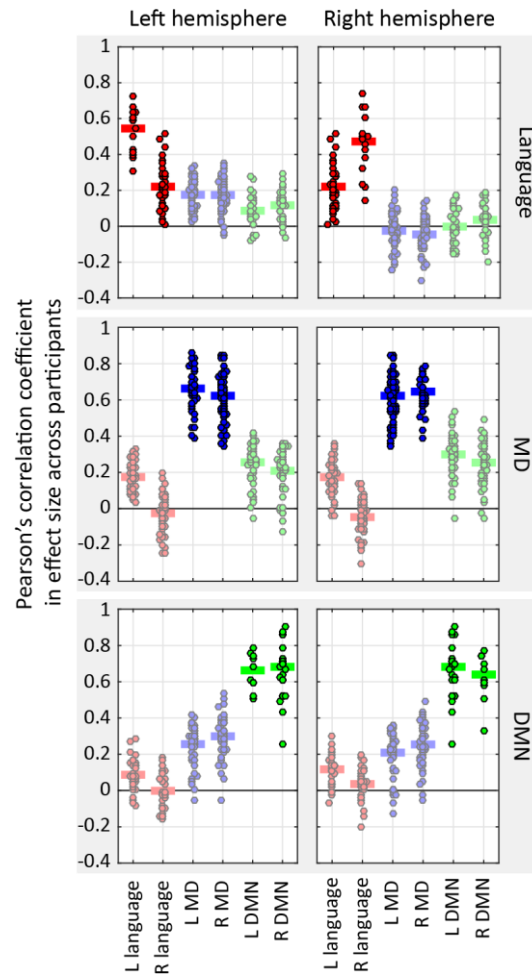 Left hemisphere
Right hemisphere
Pearson's correlation coefficient
in effect size across participants
1
0.8
0.6
0.4
0.2
0
-0.2
-0.4
Language
1
0.8
0.6
0.4
0.2
0
-0.2
-0.4
MD
1
0.8
0.6
0.4
0.2
0
-0.2
-0.4
DMN
L language
R language
L MD
R MD
L DMN
R DMN
L language
R language
L MD
R MD
L DMN
R DMN